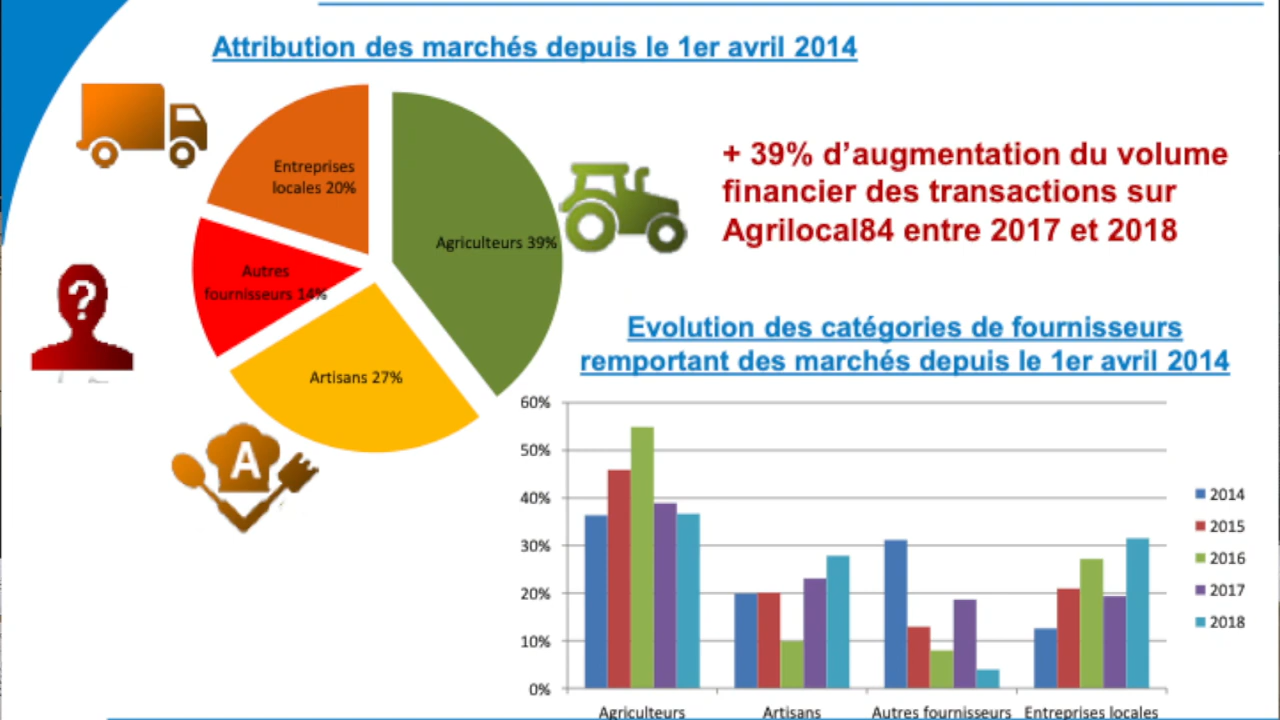 Attribution des marchés depuis le 1er avril 2014
Entreprises
locales 20%
Agriculteurs 39%
Autres
fournisseurs 14%
Artisans 27%
A
?
+ 39% d’augmentation du volume
financier des transactions sur
Agrilocal84 entre 2017 et 2018
Evolution des catégories de fournisseurs
remportant des marchés depuis le 1er avril 2014
60%
50%
40%
30%
20%
10%
0%
Agriculteurs
Artisans
Autres fournisseurs
Entreprises locales
2014
2015
2016
2017
2018